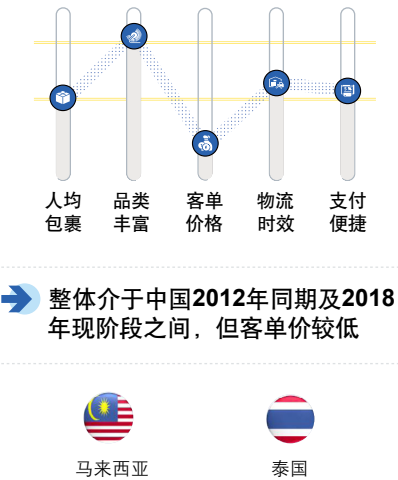 人均 品类 客单 物流 支付
包裹 丰富 价格 时效 便捷
整体介于中国2012年同期及2018
年现阶段之间，但客单价较低
马来西亚 泰国